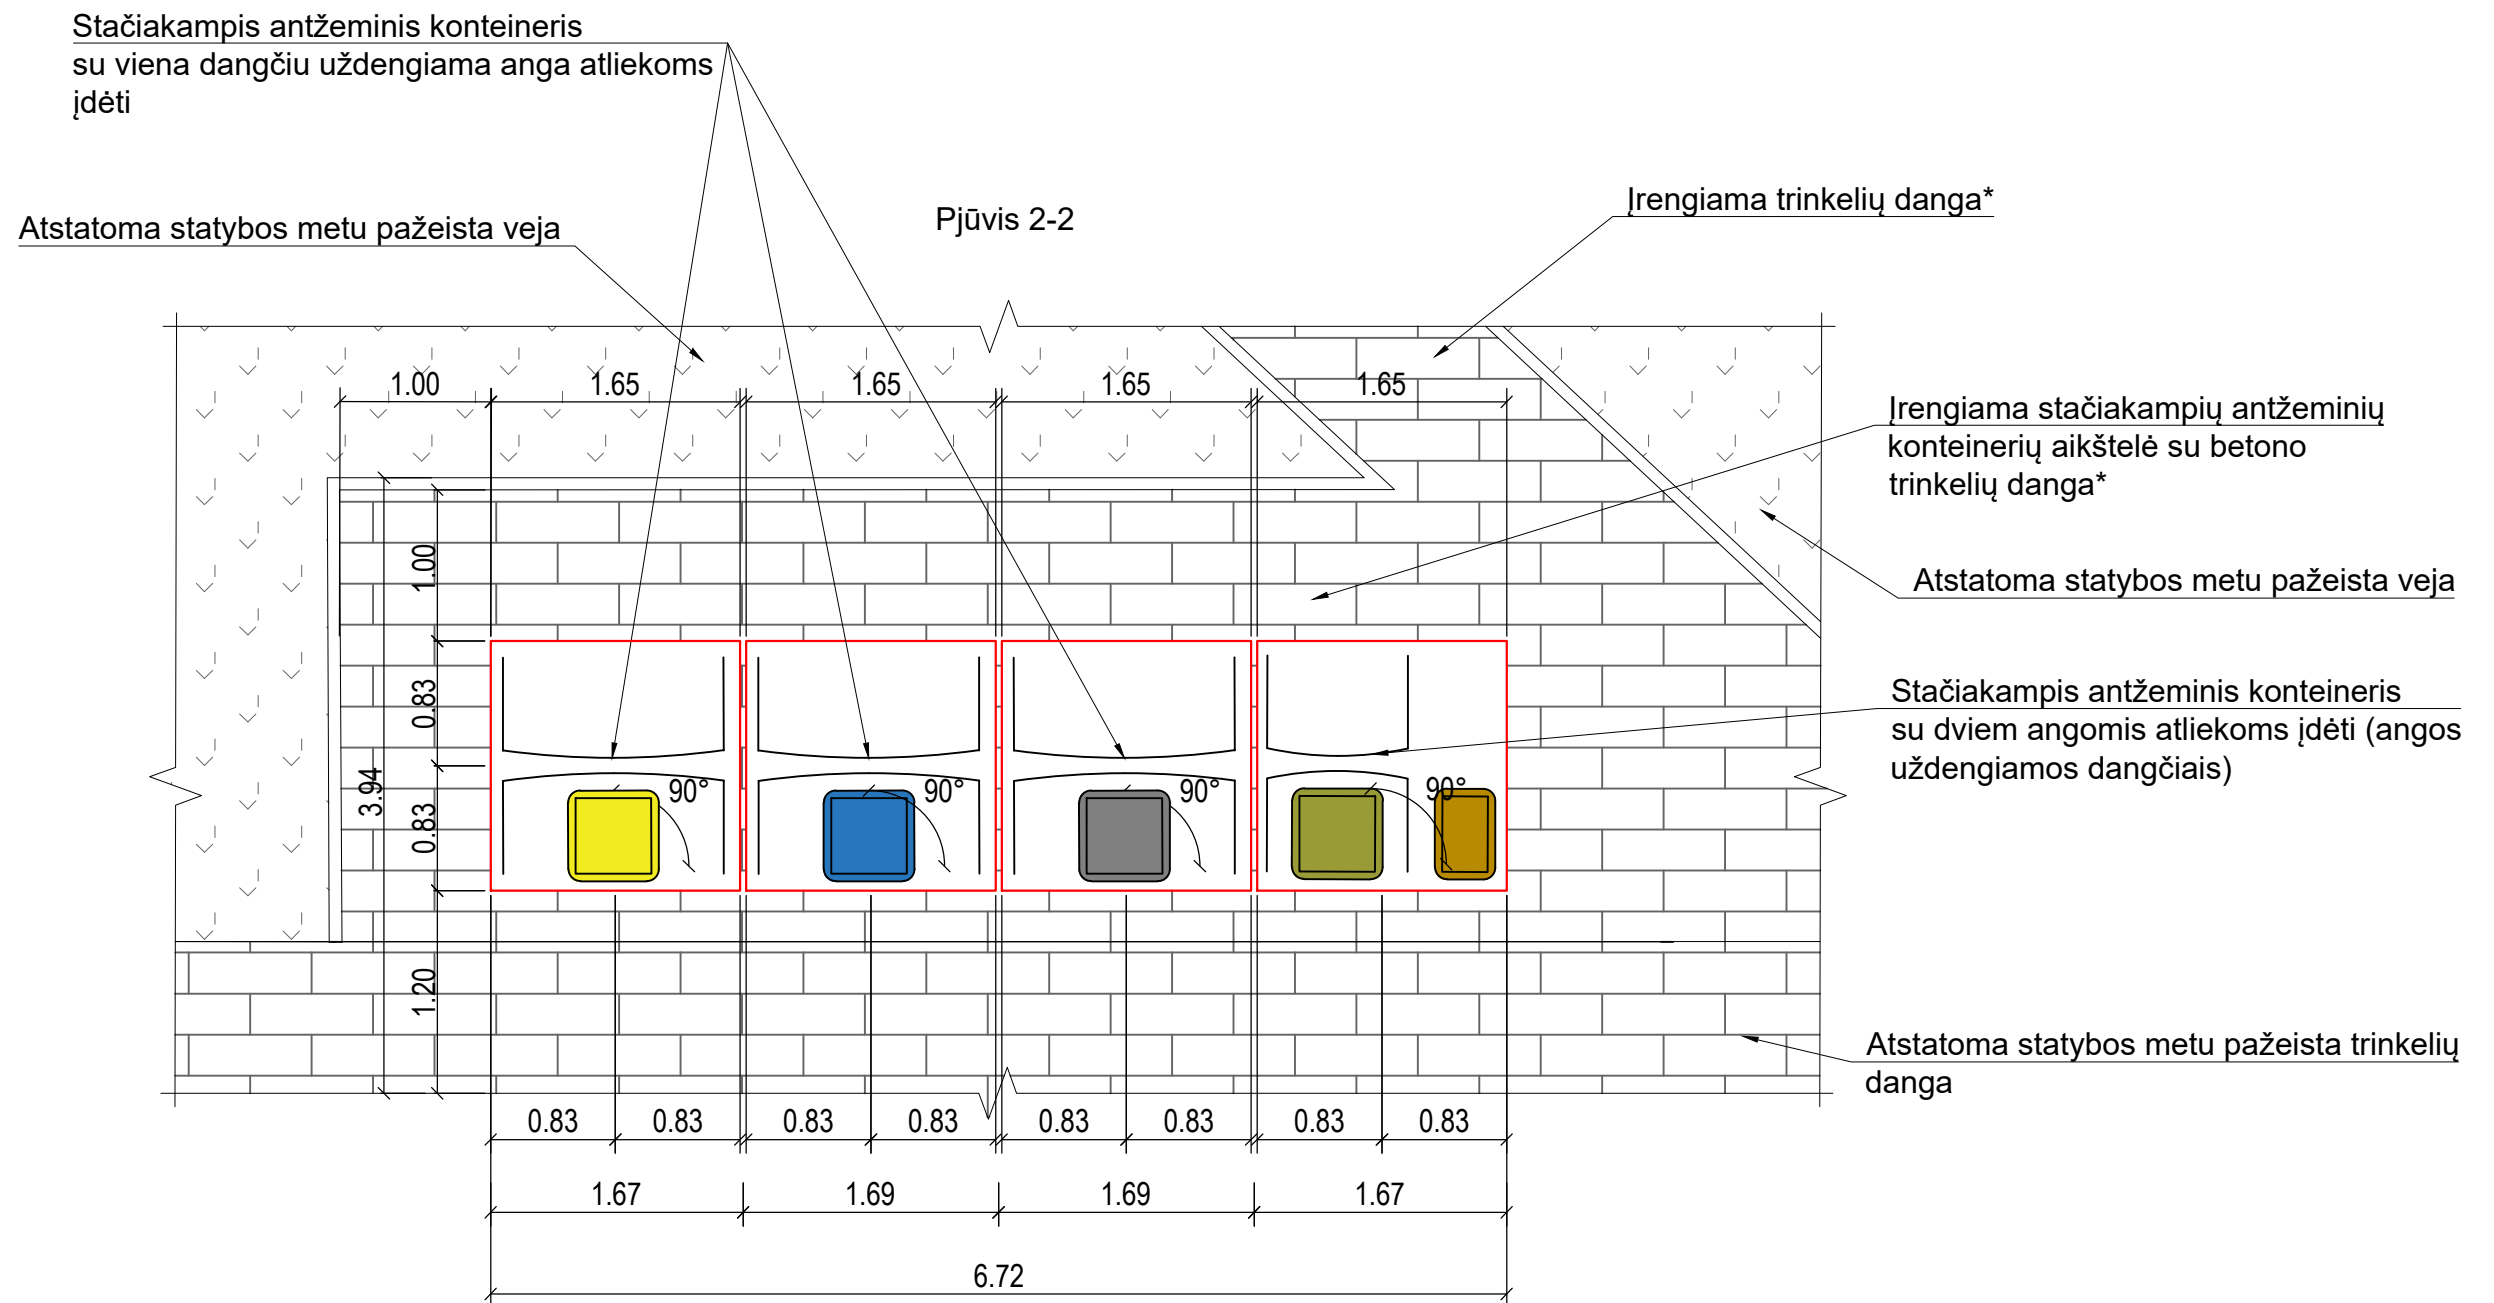 Stačiakampis antžeminis konteineris
su viena dangčiu uždengiama anga atliekoms
įdėti
Įrengiama trinkelių danga*
Pjūvis 2-2
Atstatoma statybos metu pažeista veja
1.00
1.65
1.65
1.65
1.65
Įrengiama stačiakampių antžeminių
konteinerių aikštelė su betono
trinkelių danga*
1.00
Atstatoma statybos metu pažeista veja
0.83
Stačiakampis antžeminis konteineris
su dviem angomis atliekoms įdėti (angos
uždengiamos dangčiais)
3.94
90°
90°
90°
90°
0.83
1.20
Atstatoma statybos metu pažeista trinkelių
danga
0.83
0.83
0.83
0.83
0.83
0.83
0.83
0.83
1.67
1.69
1.69
1.67
6.72